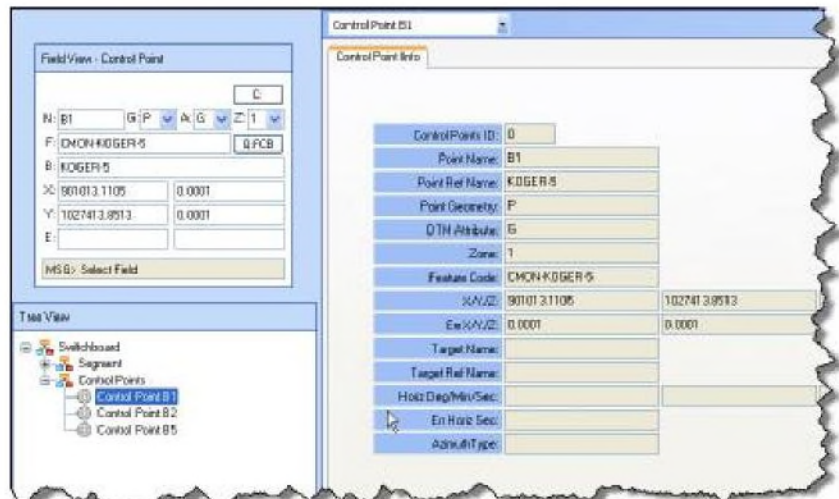 Control Point B1
Field View - Control Point
C
N: B1 G: P A: G Z: 1
F: CMON-KOGER-5 Q FCB
B: KOGER-5
X: 901013.1105 0.0001
Y: 1027413.8513 0.0001
E:
MSG> Select Field
Tree View
Switchboard
Segment
Control Points
Control Point B1
Control Point B2
Control Point B5
Control Point Info
Control Points ID: 0
Point Name: B1
Point Ref Name: KOGER-5
Point Geometry: P
DTM Attribute: G
Zone: 1
Feature Code: CMON-KOGER-5
X/Y/Z: 901013.1105 1027413.8513
Err X/Y/Z: 0.0001 0.0001
Target Name:
Target Ref Name:
Horiz Deg/Min/Sec:
Err Horiz Sec:
Azimuth Type: